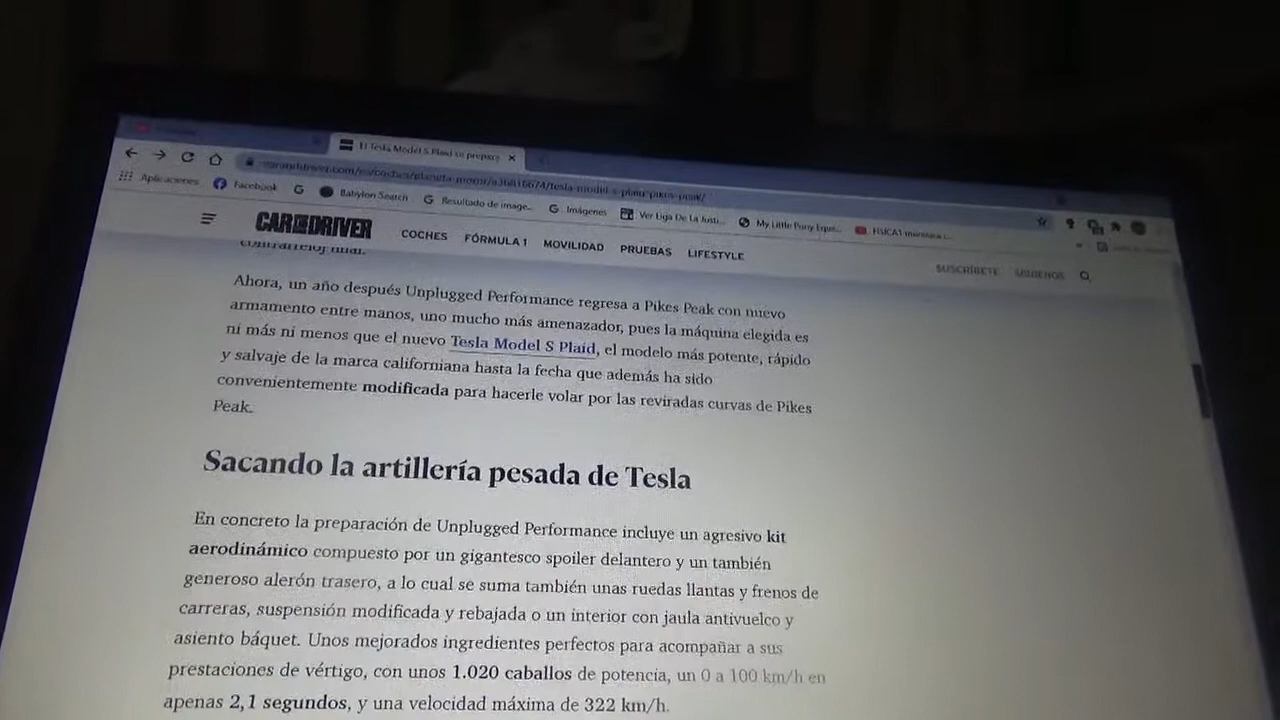 El Tesla Model S Plaid se prepara
Aplicaciones Facebook Babylon Search Resultado de image... Imágenes Ver Liga De La Justi... My Little Pony Eque...
CAR AND DRIVER COCHES FÓRMULA 1 MOVILIDAD PRUEBAS LIFESTYLE SUSCRÍBETE SÍGUENOS
Ahora, un año después Unplugged Performance regresa a Pikes Peak con nuevo
armamento entre manos, uno mucho más amenazador, pues la máquina elegida es
ni más ni menos que el nuevo Tesla Model S Plaid, el modelo más potente, rápido
y salvaje de la marca californiana hasta la fecha que además ha sido
convenientemente modificada para hacerle volar por las reviradas curvas de Pikes
Peak.
Sacando la artillería pesada de Tesla
En concreto la preparación de Unplugged Performance incluye un agresivo kit
aerodinámico compuesto por un gigantesco spoiler delantero y un también
generoso alerón trasero, a lo cual se suma también unas ruedas llantas y frenos de
carreras, suspensión modificada y rebajada o un interior con jaula antivuelco y
asiento báquet. Unos mejorados ingredientes perfectos para acompañar a sus
prestaciones de vértigo, con unos 1.020 caballos de potencia, un 0 a 100 km/h en
apenas 2,1 segundos, y una velocidad máxima de 322 km/h.